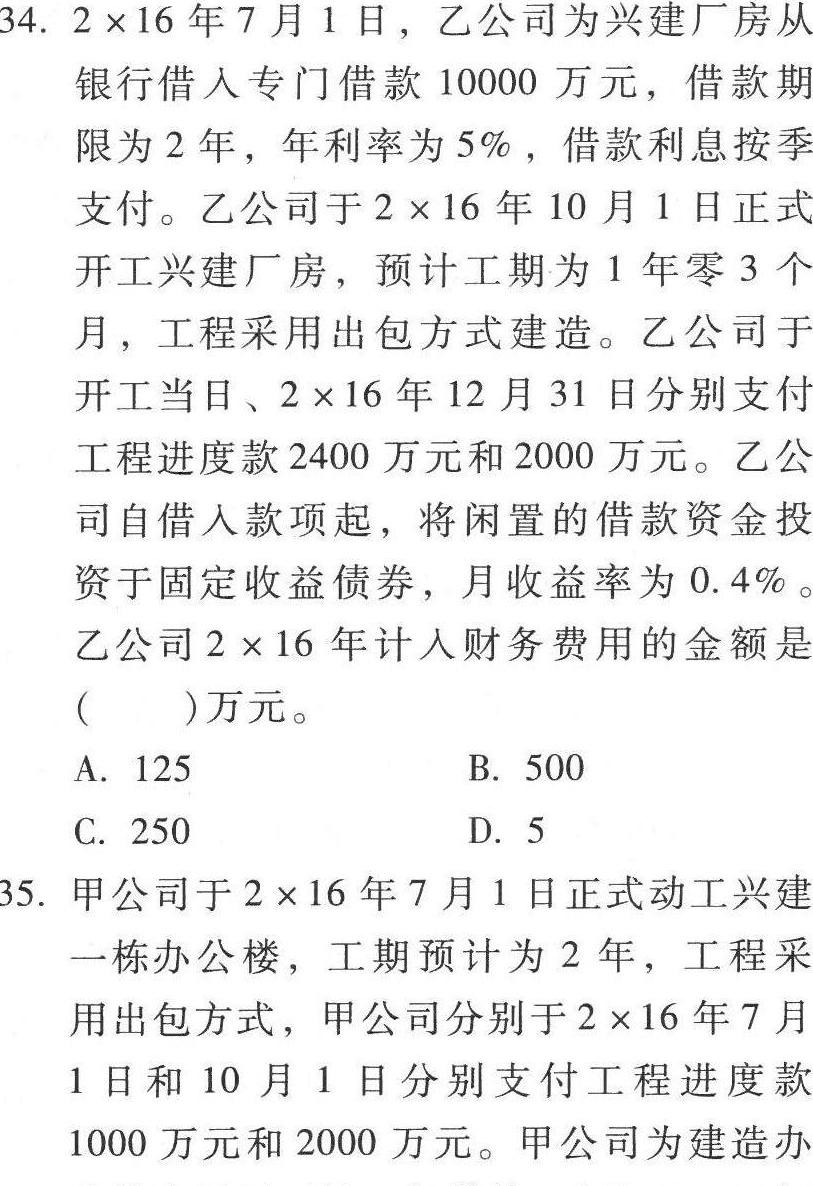 34. 2×16 年 7 月 1 日，乙公司为兴建厂房从
银行借入专门借款 10000 万元，借款期
限为 2 年，年利率为 5%，借款利息按季
支付。乙公司于 2×16 年 10 月 1 日正式
开工兴建厂房，预计工期为 1 年零 3 个
月，工程采用出包方式建造。乙公司于
开工当日、2×16 年 12 月 31 日分别支付
工程进度款 2400 万元和 2000 万元。乙公
司自借入款项起，将闲置的借款资金投
资于固定收益债券，月收益率为 0.4%。
乙公司 2×16 年计入财务费用的金额是
(　　)万元。
A. 125 B. 500
C. 250 D. 5
35. 甲公司于 2×16 年 7 月 1 日正式动工兴建
一栋办公楼，工期预计为 2 年，工程采
用出包方式，甲公司分别于 2×16 年 7 月
1 日和 10 月 1 日分别支付工程进度款
1000 万元和 2000 万元。甲公司为建造办